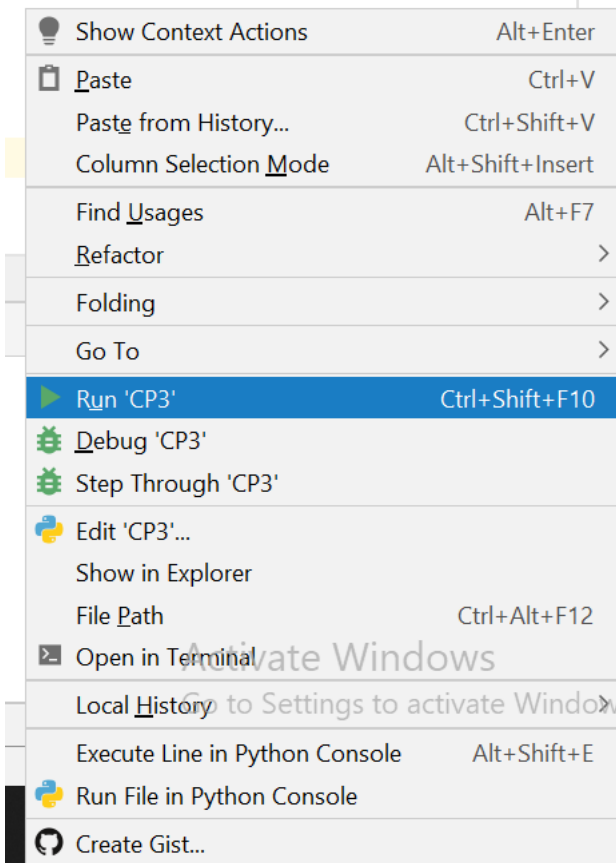 Show Context Actions Alt+Enter
Paste Ctrl+V
Paste from History... Ctrl+Shift+V
Column Selection Mode Alt+Shift+Insert
Find Usages Alt+F7
Refactor
Folding
Go To
Run 'CP3' Ctrl+Shift+F10
Debug 'CP3'
Step Through 'CP3'
Edit 'CP3'...
Show in Explorer
File Path Ctrl+Alt+F12
Open in Terminal
Activate Windows
Local History
Go to Settings to activate Window
Execute Line in Python Console Alt+Shift+E
Run File in Python Console
Create Gist...